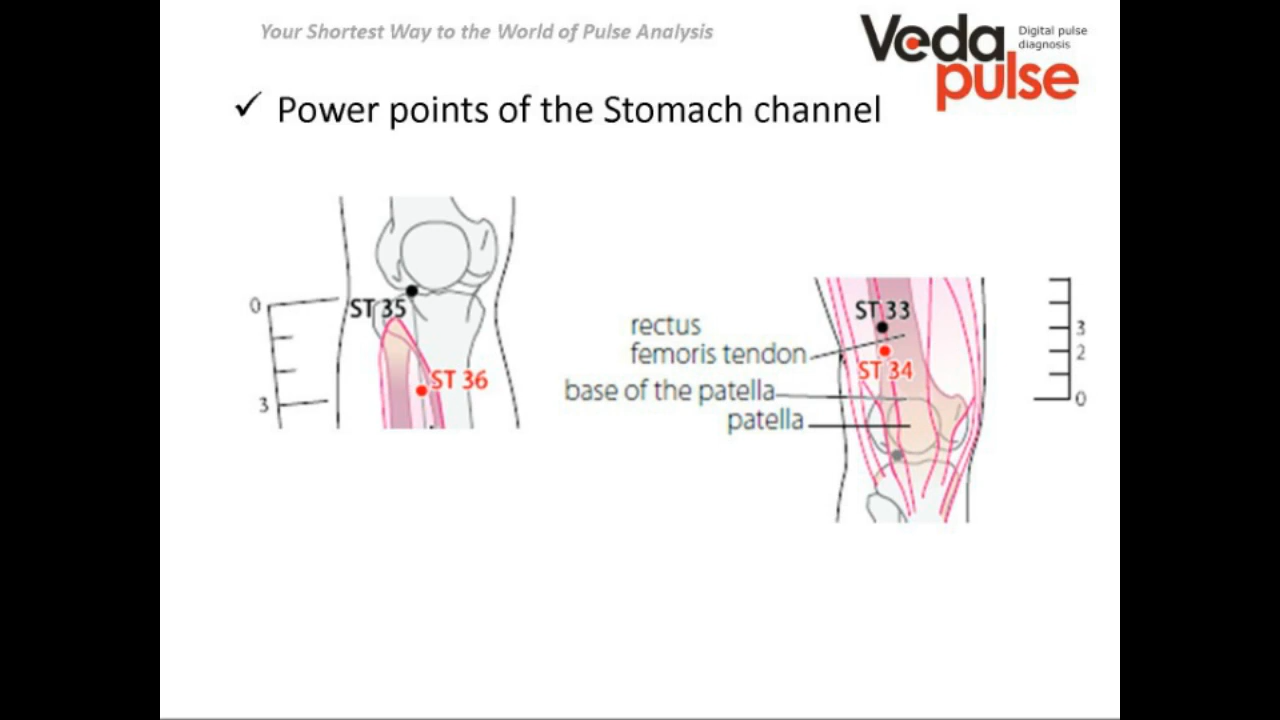 Your Shortest Way to the World of Pulse Analysis
Veda
pulse
Digital pulse
diagnosis
✓ Power points of the Stomach channel
0
ST 35
ST 36
3
rectus
femoris tendon
base of the patella
patella
ST 33
ST 34
3
2
0